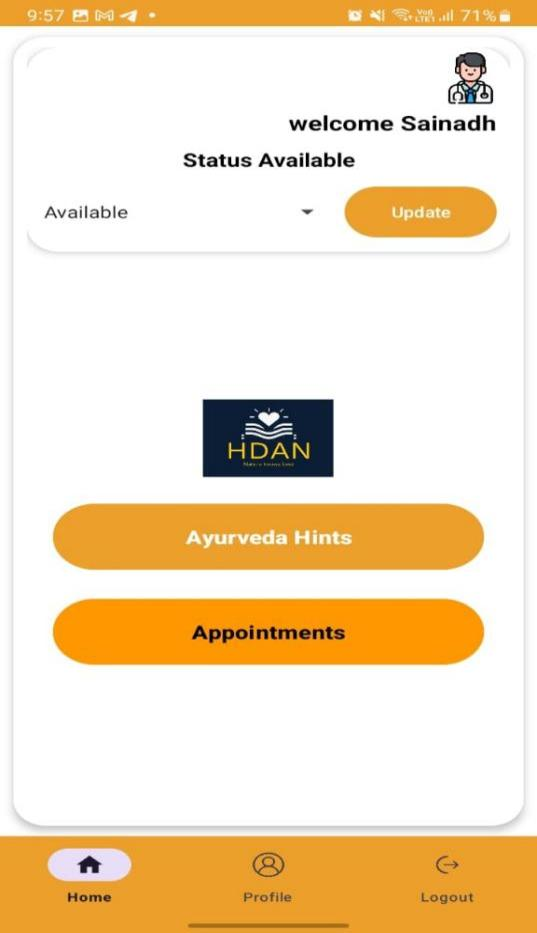 9:57
71%
welcome Sainadh
Status Available
Available
Update
HDAN
Ayurveda Hints
Appointments
Home
Profile
Logout